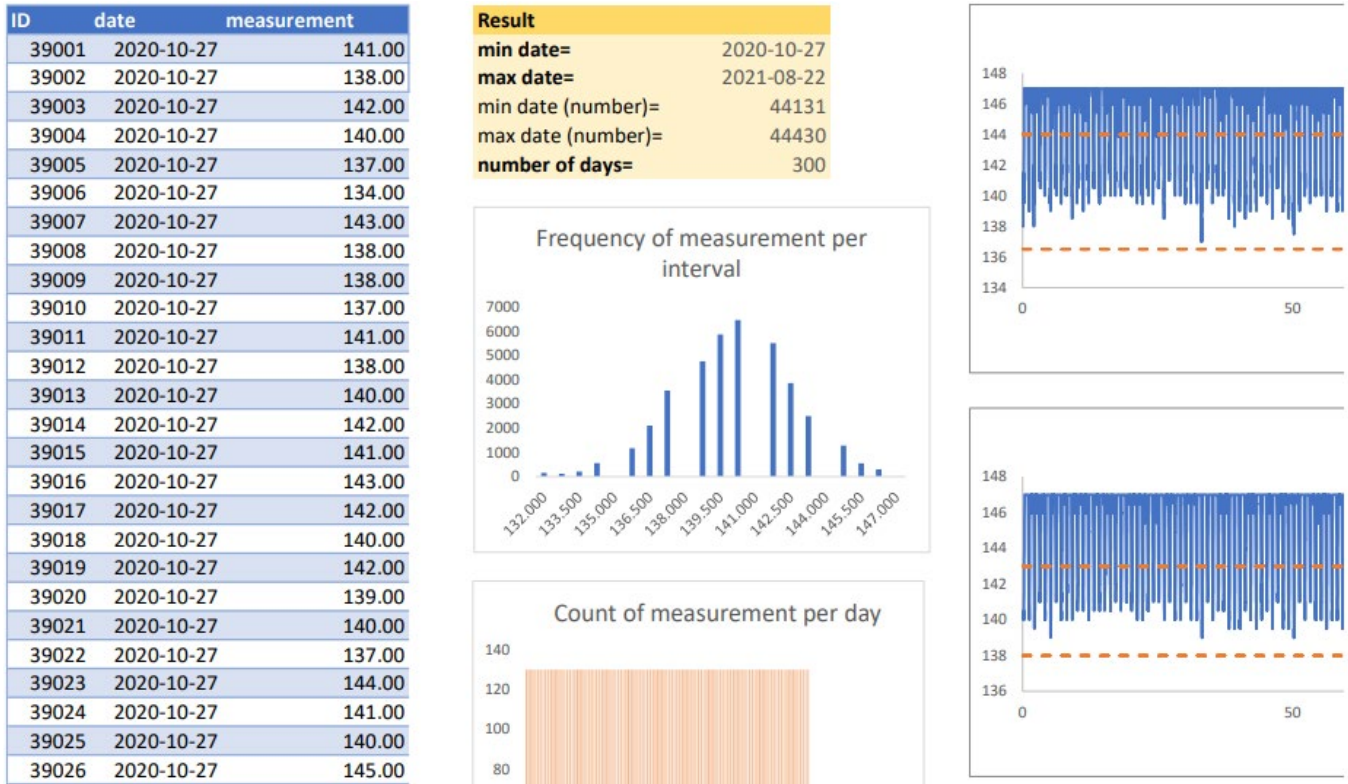 ID date measurement
39001 2020-10-27 141.00
39002 2020-10-27 138.00
39003 2020-10-27 142.00
39004 2020-10-27 140.00
39005 2020-10-27 137.00
39006 2020-10-27 134.00
39007 2020-10-27 143.00
39008 2020-10-27 138.00
39009 2020-10-27 138.00
39010 2020-10-27 137.00
39011 2020-10-27 141.00
39012 2020-10-27 138.00
39013 2020-10-27 140.00
39014 2020-10-27 142.00
39015 2020-10-27 141.00
39016 2020-10-27 143.00
39017 2020-10-27 142.00
39018 2020-10-27 140.00
39019 2020-10-27 142.00
39020 2020-10-27 139.00
39021 2020-10-27 140.00
39022 2020-10-27 137.00
39023 2020-10-27 144.00
39024 2020-10-27 141.00
39025 2020-10-27 140.00
39026 2020-10-27 145.00
Result
min date= 2020-10-27
max date= 2021-08-22
min date (number)= 44131
max date (number)= 44430
number of days= 300
Frequency of measurement per
interval
7000
6000
5000
4000
3000
2000
1000
0
132.000 133.500 135.000 136.500 138.000 139.500 141.000 142.500 144.000 145.500 147.000
Count of measurement per day
140
120
100
80
148
146
144
142
140
138
136
134
0 50
148
146
144
142
140
138
136
0 50